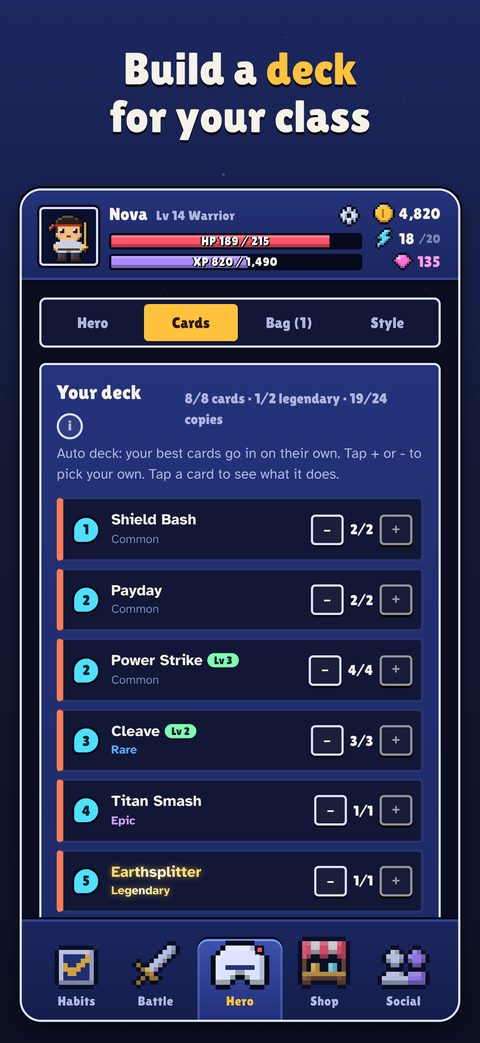 Build a deck
for your class
Nova Lv 14 Warrior
4,820
HP 189 / 215
18 /20
XP 820 / 1,490
135
Hero Cards Bag (1) Style
Your deck
i
8/8 cards · 1/2 legendary · 19/24
copies
Auto deck: your best cards go in on their own. Tap + or - to
pick your own. Tap a card to see what it does.
1 Shield Bash
Common
– 2/2 +
2 Payday
Common
– 2/2 +
2 Power Strike Lv 3
Common
– 4/4 +
3 Cleave Lv 2
Rare
– 3/3 +
4 Titan Smash
Epic
– 1/1 +
5 Earthsplitter
Legendary
– 1/1 +
Habits Battle Hero Shop Social